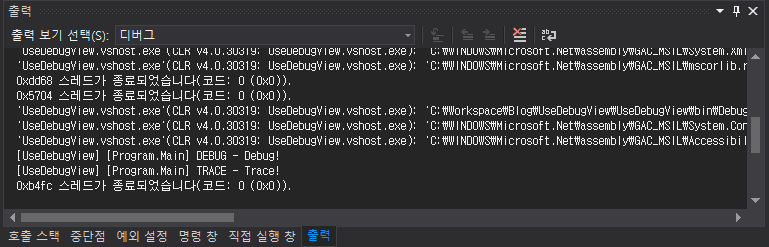 출력
출력 보기 선택(S): 디버그
'UseDebugView.vshost.exe'(CLR v4.0.30319: UseDebugView.vshost.exe): 'C:₩WINDOWS₩Microsoft.Net₩assembly₩GAC_MSIL₩System.Xml
'UseDebugView.vshost.exe'(CLR v4.0.30319: UseDebugView.vshost.exe): 'C:₩WINDOWS₩Microsoft.Net₩assembly₩GAC_MSIL₩mscorlib.r
0xdd68 스레드가 종료되었습니다(코드: 0 (0x0)).
0x5704 스레드가 종료되었습니다(코드: 0 (0x0)).
'UseDebugView.vshost.exe'(CLR v4.0.30319: UseDebugView.vshost.exe): 'C:₩Workspace₩Blog₩UseDebugView₩UseDebugView₩bin₩Debug
'UseDebugView.vshost.exe'(CLR v4.0.30319: UseDebugView.vshost.exe): 'C:₩WINDOWS₩Microsoft.Net₩assembly₩GAC_MSIL₩System.Con
'UseDebugView.vshost.exe'(CLR v4.0.30319: UseDebugView.vshost.exe): 'C:₩WINDOWS₩Microsoft.Net₩assembly₩GAC_MSIL₩Accessibil
[UseDebugView] [Program.Main] DEBUG - Debug!
[UseDebugView] [Program.Main] TRACE - Trace!
0xb4fc 스레드가 종료되었습니다(코드: 0 (0x0)).
호출 스택 중단점 예외 설정 명령 창 직접 실행 창 출력